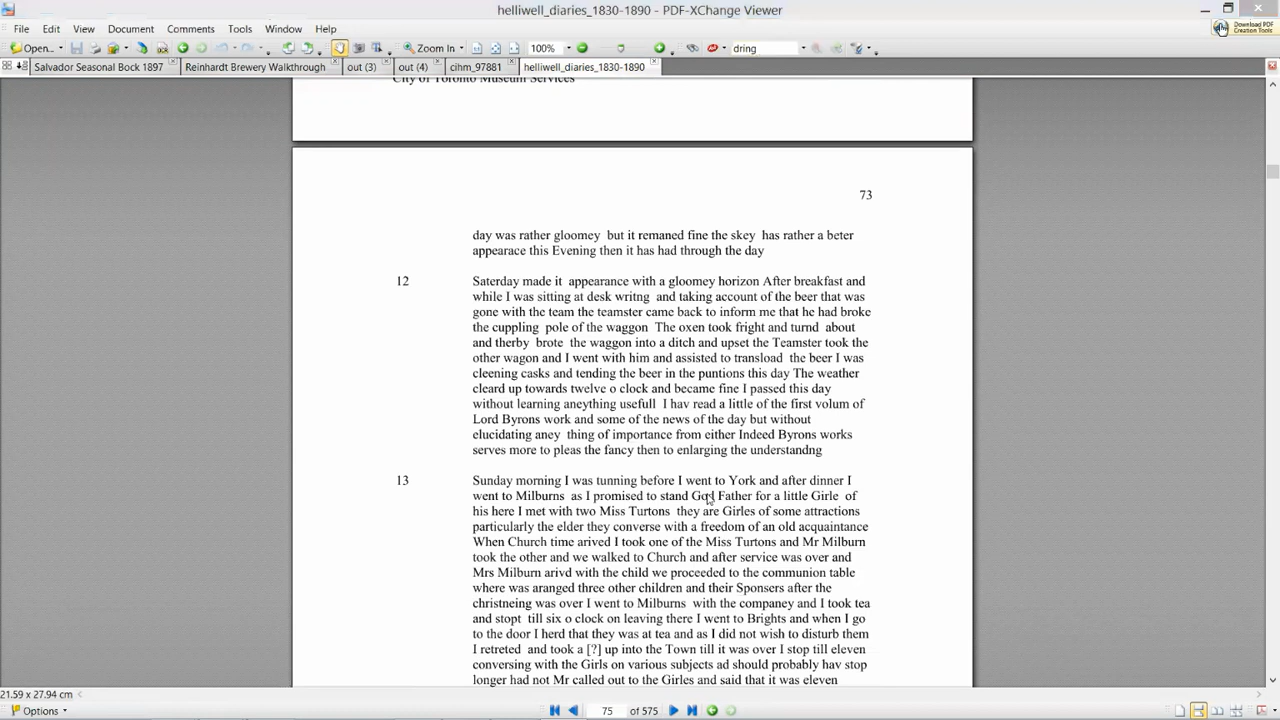 helliwell_diaries_1830-1890 - PDF-XChange Viewer
File Edit View Document Comments Tools Window Help
Open... Zoom In 100% dring
Download PDF Creation Tools
Salvador Seasonal Bock 1897 Reinhardt Brewery Walkthrough out (3) out (4) cihm_97881 helliwell_diaries_1830-1890
City of Toronto Museum Services
73
day was rather gloomey but it remaned fine the skey has rather a beter
appearace this Evening then it has had through the day
12 Saterday made it appearance with a gloomey horizon After breakfast and
while I was sitting at desk writng and taking account of the beer that was
gone with the team the teamster came back to inform me that he had broke
the cuppling pole of the waggon The oxen took fright and turnd about
and therby brote the waggon into a ditch and upset the Teamster took the
other wagon and I went with him and assisted to transload the beer I was
cleening casks and tending the beer in the puntions this day The weather
cleard up towards twelve o clock and became fine I passed this day
without learning aneything usefull I hav read a little of the first volum of
Lord Byrons work and some of the news of the day but without
elucidating aney thing of importance from either Indeed Byrons works
serves more to pleas the fancy then to enlarging the understandng
13 Sunday morning I was tunning before I went to York and after dinner I
went to Milburns as I promised to stand God Father for a little Girle of
his here I met with two Miss Turtons they are Girles of some attractions
particularly the elder they converse with a freedom of an old acquaintance
When Church time arived I took one of the Miss Turtons and Mr Milburn
took the other and we walked to Church and after service was over and
Mrs Milburn arivd with the child we proceeded to the communion table
where was aranged three other children and their Sponsers after the
christneing was over I went to Milburns with the companey and I took tea
and stopt till six o clock on leaving there I went to Brights and when I go
to the door I herd that they was at tea and as I did not wish to disturb them
I retreted and took a [?] up into the Town till it was over I stop till eleven
conversing with the Girls on various subjects ad should probably hav stop
longer had not Mr called out to the Girles and said that it was eleven
21.59 x 27.94 cm
Options 75 of 575